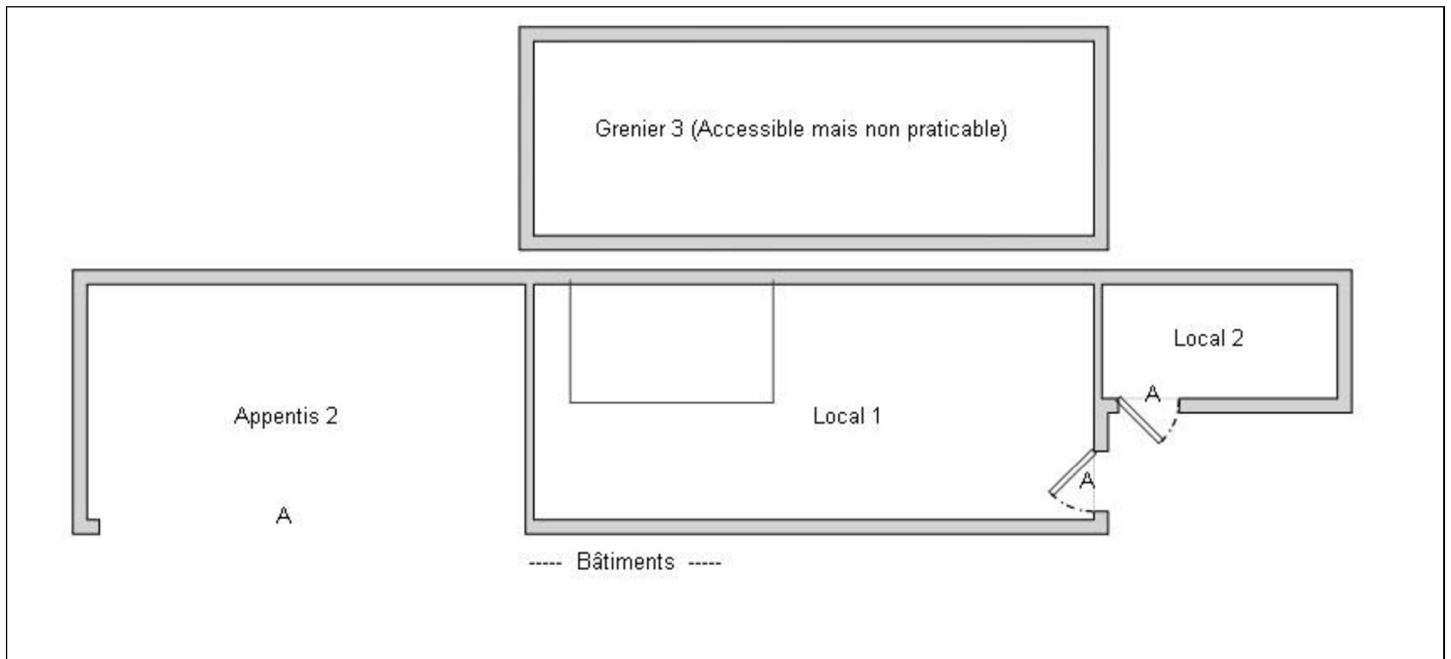 Grenier 3 (Accessible mais non praticable)
Local 2
A
Appentis 2
Local 1
A
A
----- Bâtiments -----